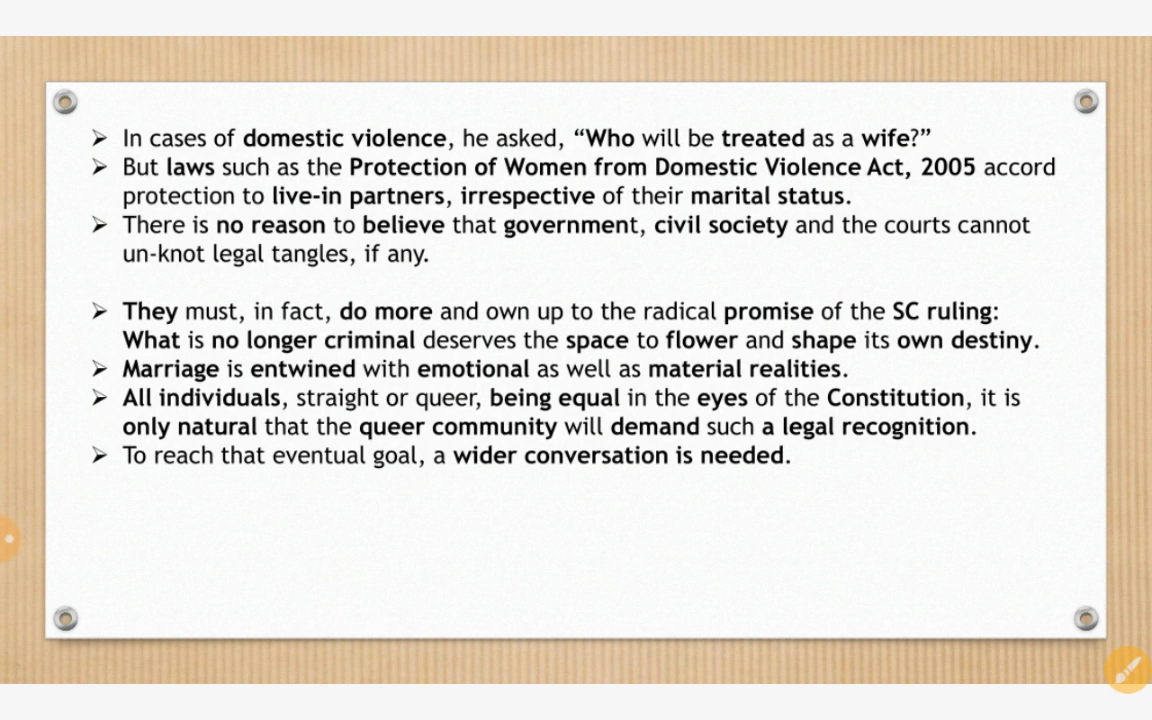 ➢ In cases of domestic violence, he asked, “Who will be treated as a wife?”
➢ But laws such as the Protection of Women from Domestic Violence Act, 2005 accord
protection to live-in partners, irrespective of their marital status.
➢ There is no reason to believe that government, civil society and the courts cannot
un-knot legal tangles, if any.
➢ They must, in fact, do more and own up to the radical promise of the SC ruling:
What is no longer criminal deserves the space to flower and shape its own destiny.
➢ Marriage is entwined with emotional as well as material realities.
➢ All individuals, straight or queer, being equal in the eyes of the Constitution, it is
only natural that the queer community will demand such a legal recognition.
➢ To reach that eventual goal, a wider conversation is needed.